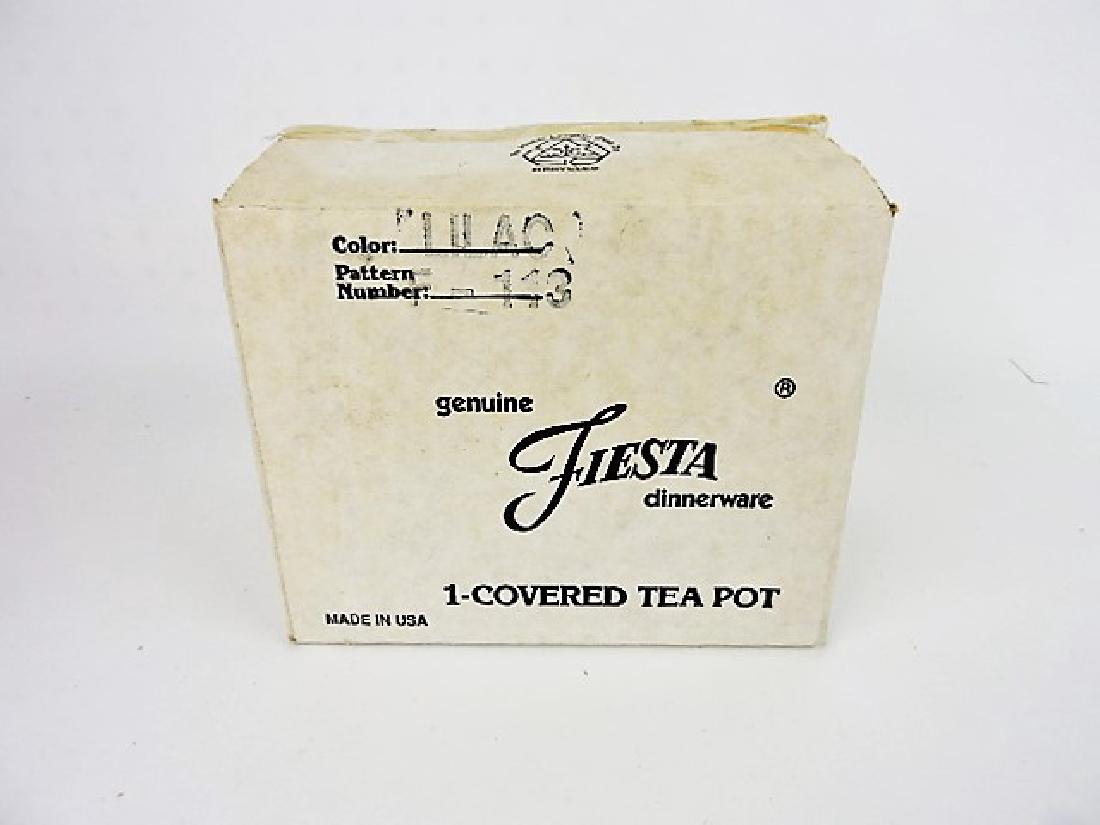 Color: LILAC
Pattern
Number: F-113
genuine
®
FIESTA
dinnerware
1-COVERED TEA POT
MADE IN USA